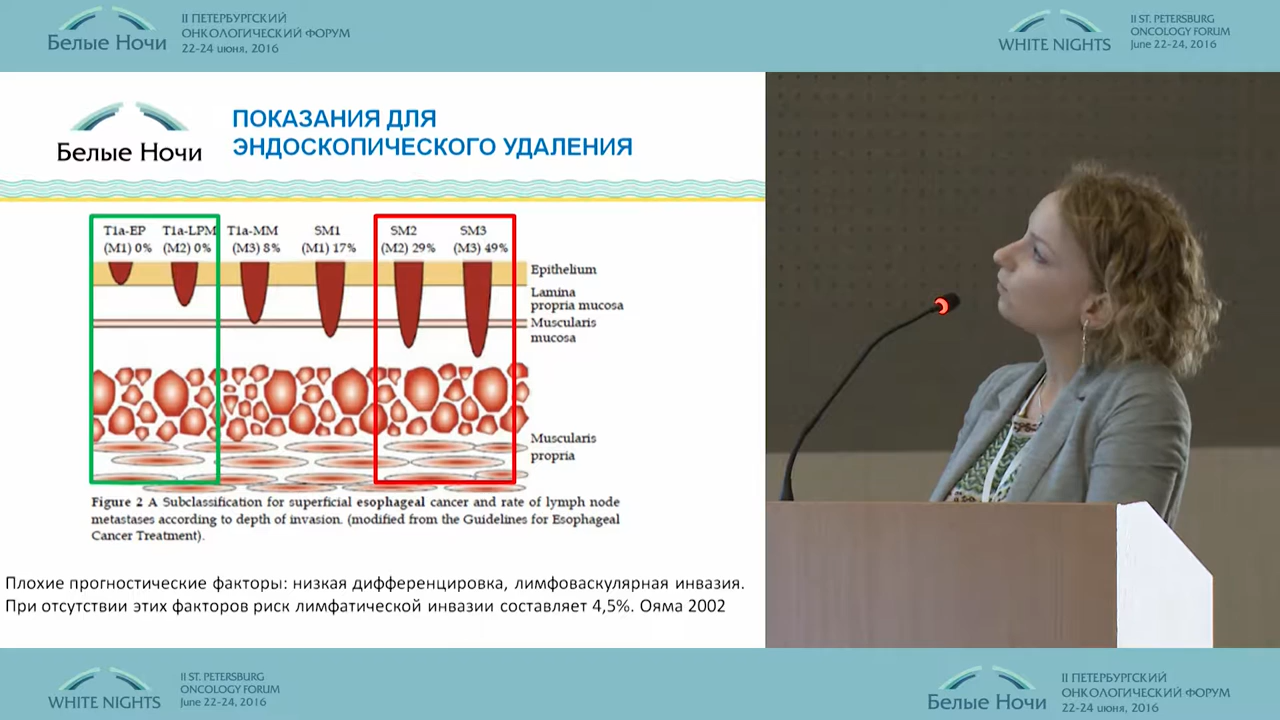 Белые Ночи
II ПЕТЕРБУРГСКИЙ
ОНКОЛОГИЧЕСКИЙ ФОРУМ
22-24 июня, 2016
WHITE NIGHTS
II ST. PETERSBURG
ONCOLOGY FORUM
June 22-24, 2016
Белые Ночи
ПОКАЗАНИЯ ДЛЯ
ЭНДОСКОПИЧЕСКОГО УДАЛЕНИЯ
T1a-EP T1a-LPM T1a-MM SM1 SM2 SM3
(M1) 0% (M2) 0% (M3) 8% (M1) 17% (M2) 29% (M3) 49%
Epithelium
Lamina
propria mucosa
Muscularis
mucosa
Muscularis
propria
Figure 2 A Subclassification for superficial esophageal cancer and rate of lymph node
metastases according to depth of invasion. (modified from the Guidelines for Esophageal
Cancer Treatment).
Плохие прогностические факторы: низкая дифференцировка, лимфоваскулярная инвазия.
При отсутствии этих факторов риск лимфатической инвазии составляет 4,5%. Ояма 2002
WHITE NIGHTS
II ST. PETERSBURG
ONCOLOGY FORUM
June 22-24, 2016
Белые Ночи
II ПЕТЕРБУРГСКИЙ
ОНКОЛОГИЧЕСКИЙ ФОРУМ
22-24 июня, 2016